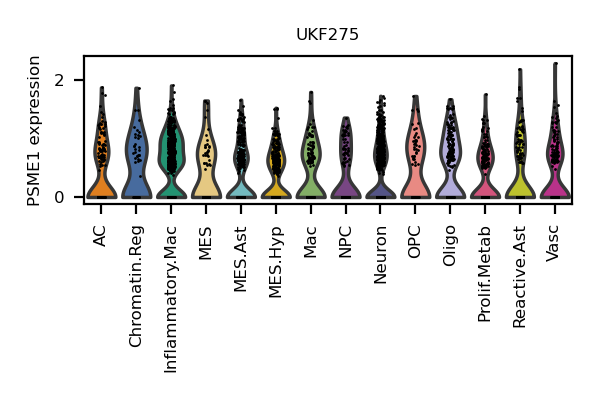 UKF275
PSME1 expression
2
0
AC
Chromatin.Reg
Inflammatory.Mac
MES
MES.Ast
MES.Hyp
Mac
NPC
Neuron
OPC
Oligo
Prolif.Metab
Reactive.Ast
Vasc